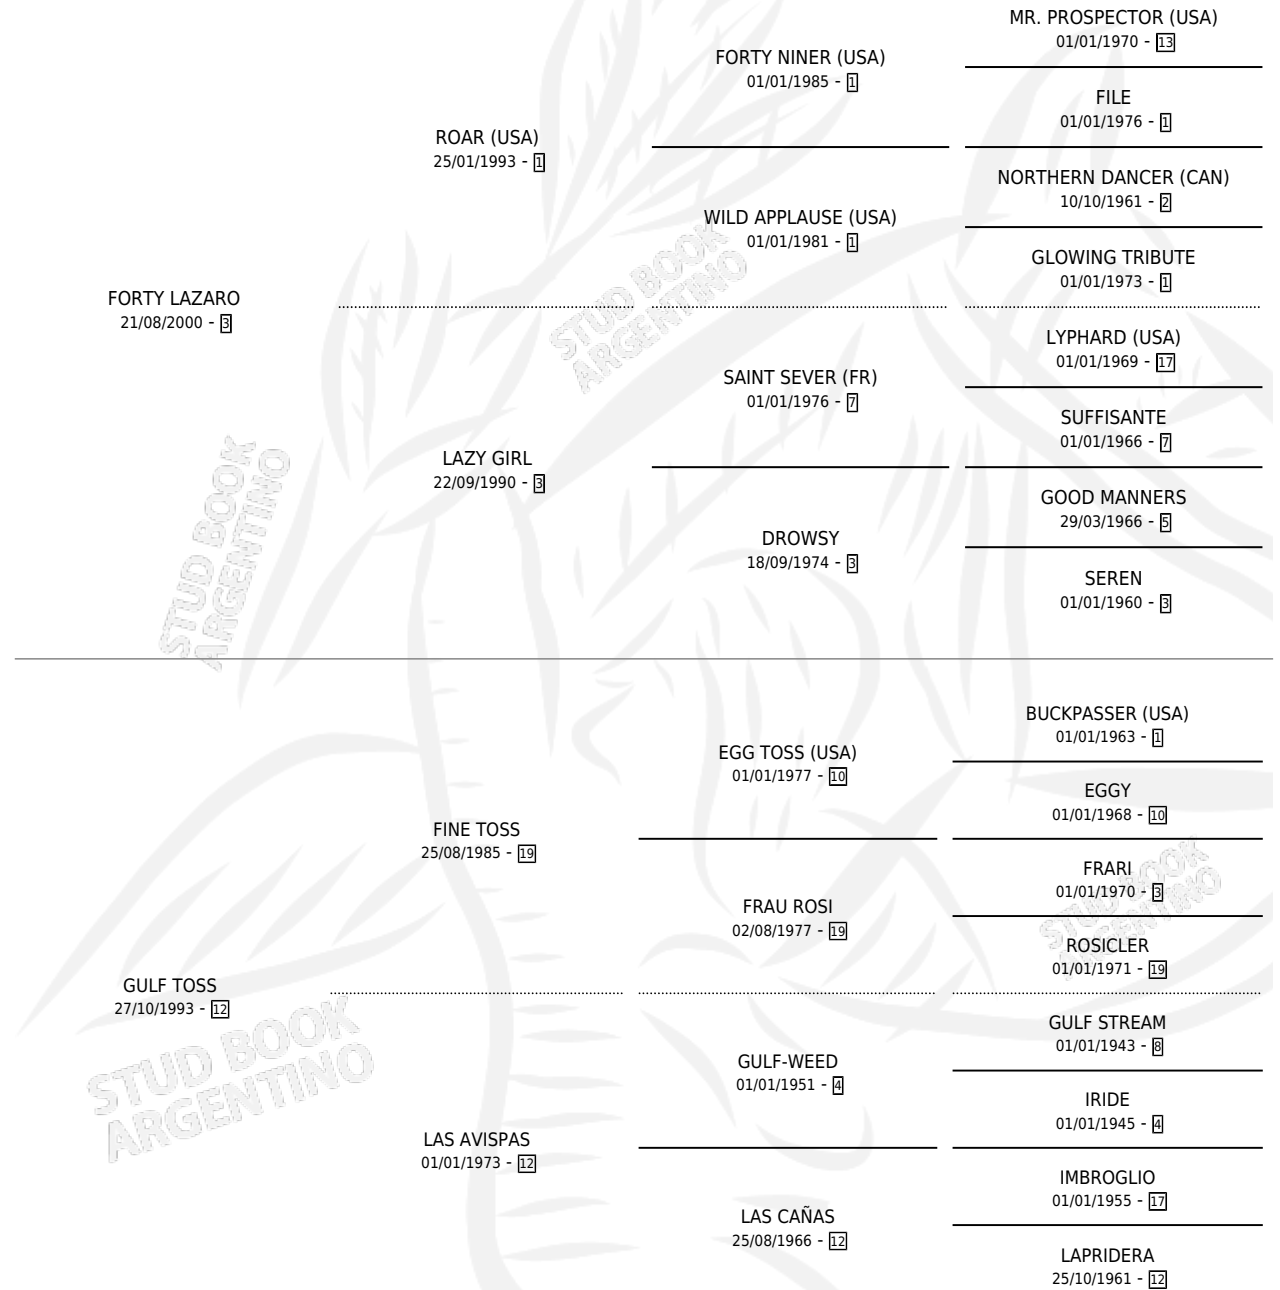 MR. PROSPECTOR (USA)
01/01/1970 - 13
FORTY NINER (USA)
01/01/1985 - 1
FILE
01/01/1976 - 1
ROAR (USA)
25/01/1993 - 1
NORTHERN DANCER (CAN)
10/10/1961 - 2
WILD APPLAUSE (USA)
01/01/1981 - 1
GLOWING TRIBUTE
01/01/1973 - 1
FORTY LAZARO
21/08/2000 - 3
LYPHARD (USA)
01/01/1969 - 17
SAINT SEVER (FR)
01/01/1976 - 7
SUFFISANTE
01/01/1966 - 7
LAZY GIRL
22/09/1990 - 3
GOOD MANNERS
29/03/1966 - 5
DROWSY
18/09/1974 - 3
SEREN
01/01/1960 - 3
STUD BOOK
ARGENTINO
STUD BOOK
ARGENTINO
BUCKPASSER (USA)
01/01/1963 - 1
EGG TOSS (USA)
01/01/1977 - 10
EGGY
01/01/1968 - 10
FINE TOSS
25/08/1985 - 19
FRARI
01/01/1970 - 3
FRAU ROSI
02/08/1977 - 19
ROSICLER
01/01/1971 - 19
STUD BOOK
ARGENTINO
GULF TOSS
27/10/1993 - 12
GULF STREAM
01/01/1943 - 8
GULF-WEED
01/01/1951 - 4
IRIDE
01/01/1945 - 4
STUD BOOK
ARGENTINO
LAS AVISPAS
01/01/1973 - 12
IMBROGLIO
01/01/1955 - 17
LAS CAÑAS
25/08/1966 - 12
LAPRIDERA
25/10/1961 - 12